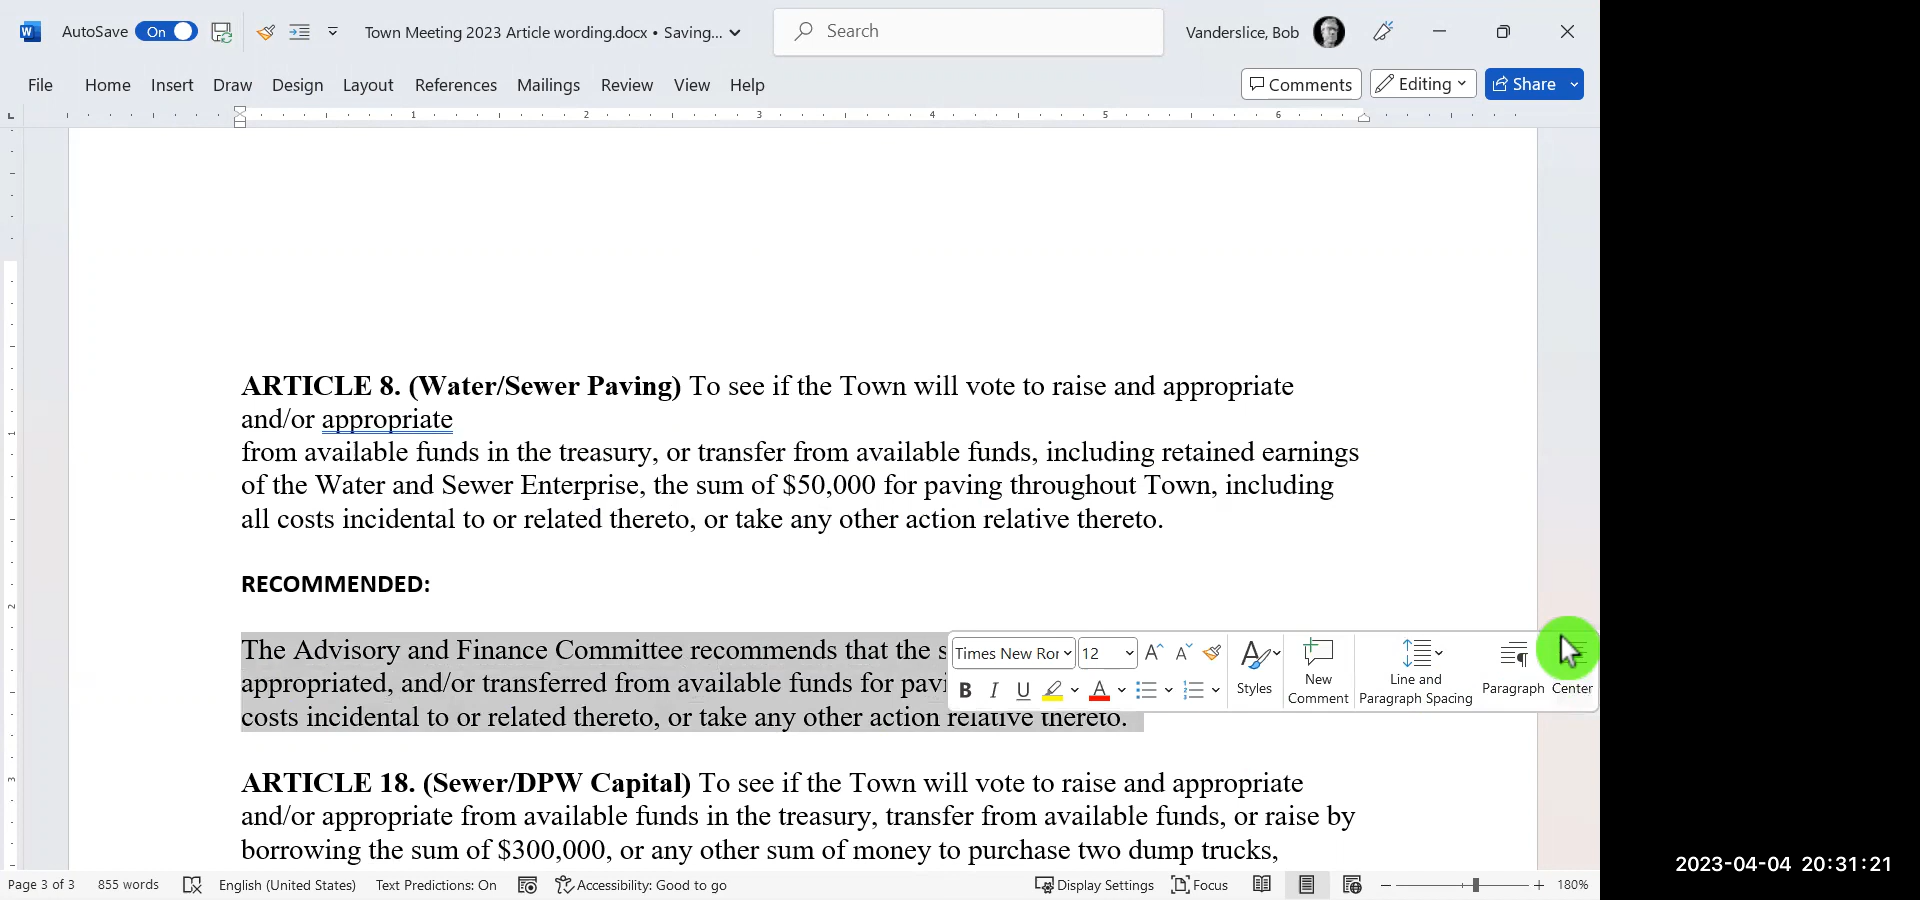 AutoSave On Town Meeting 2023 Article wording.docx • Saving... Search Vanderslice, Bob
File Home Insert Draw Design Layout References Mailings Review View Help Comments Editing Share
1 2 3 4 5 6
ARTICLE 8. (Water/Sewer Paving) To see if the Town will vote to raise and appropriate
and/or appropriate
from available funds in the treasury, or transfer from available funds, including retained earnings
of the Water and Sewer Enterprise, the sum of $50,000 for paving throughout Town, including
all costs incidental to or related thereto, or take any other action relative thereto.
RECOMMENDED:
The Advisory and Finance Committee recommends that the
appropriated, and/or transferred from available funds for
costs incidental to or related thereto, or take any other action relative thereto.
Times New Ror 12 A A Styles New Comment Line and Paragraph Spacing Paragraph Center
B I U A
ARTICLE 18. (Sewer/DPW Capital) To see if the Town will vote to raise and appropriate
and/or appropriate from available funds in the treasury, transfer from available funds, or raise by
borrowing the sum of $300,000, or any other sum of money to purchase two dump trucks,
1
2
3
Page 3 of 3 855 words English (United States) Text Predictions: On Accessibility: Good to go Display Settings Focus 180%
2023-04-04 20:31:21